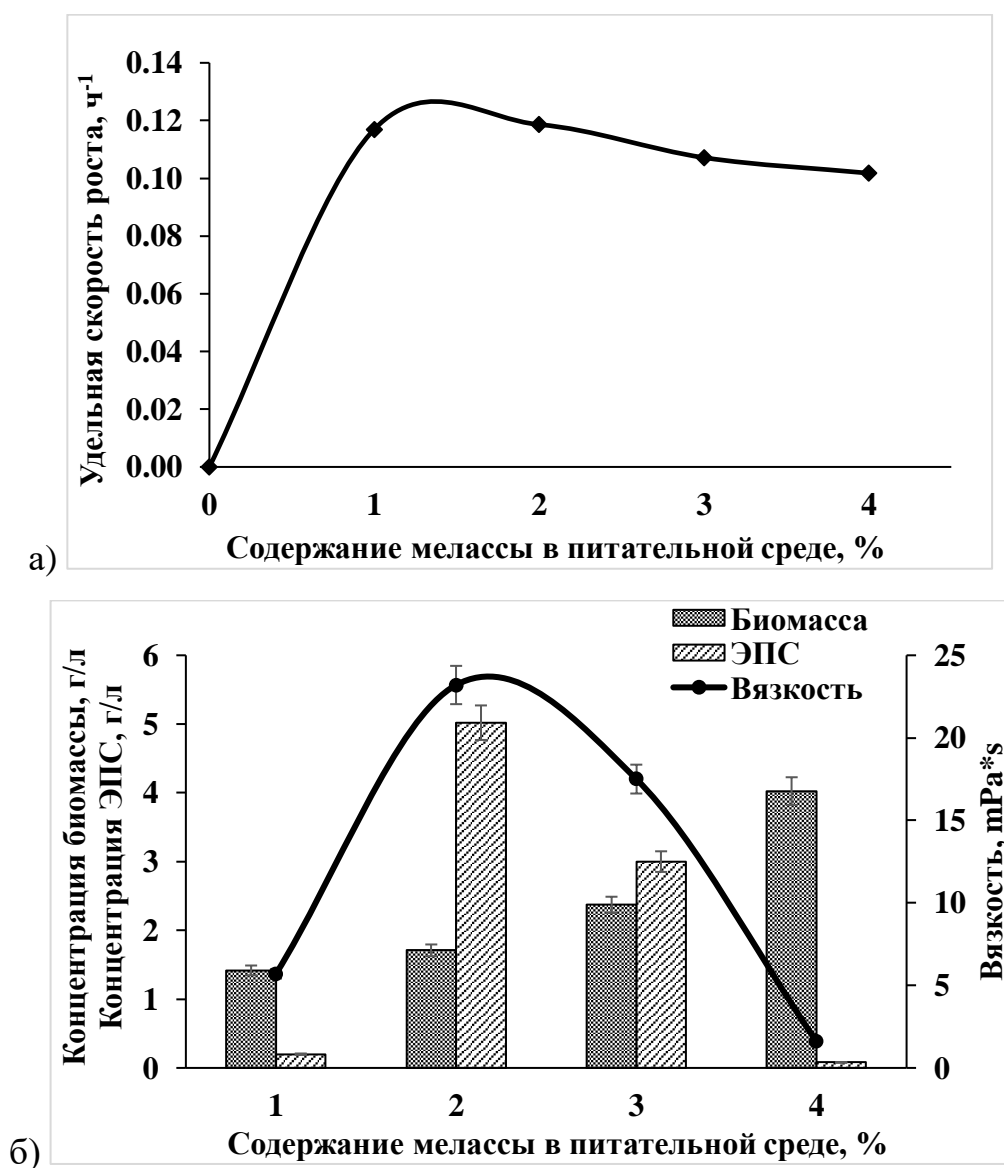 0.14
0.12
0.10
0.08
0.06
0.04
0.02
0.00
Удельная скорость роста, ч-1
0 1 2 3 4
Содержание мелассы в питательной среде, %
а)
Биомасса
ЭПС
Вязкость
6
5
4
3
2
1
0
Концентрация биомассы, г/л
Концентрация ЭПС, г/л
25
20
15
10
5
0
Вязкость, mPa*s
1 2 3 4
Содержание мелассы в питательной среде, %
б)